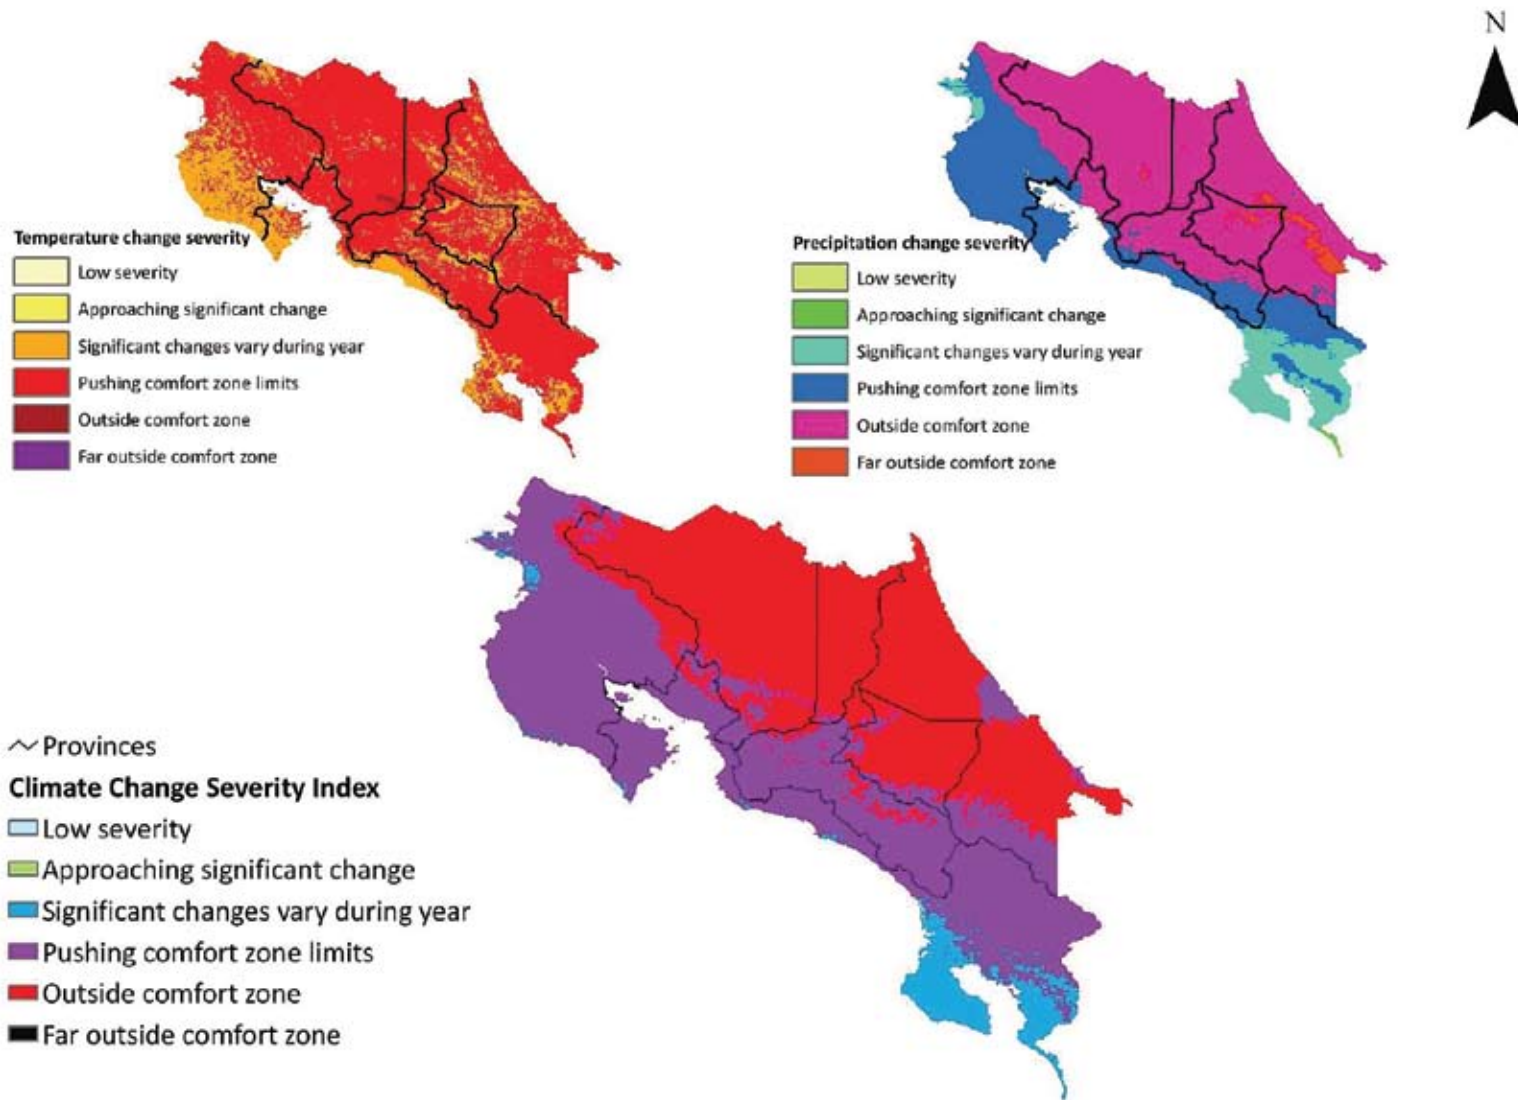 N
Temperature change severity
Low severity
Approaching significant change
Significant changes vary during year
Pushing comfort zone limits
Outside comfort zone
Far outside comfort zone
Precipitation change severity
Low severity
Approaching significant change
Significant changes vary during year
Pushing comfort zone limits
Outside comfort zone
Far outside comfort zone
Provinces
Climate Change Severity Index
Low severity
Approaching significant change
Significant changes vary during year
Pushing comfort zone limits
Outside comfort zone
Far outside comfort zone